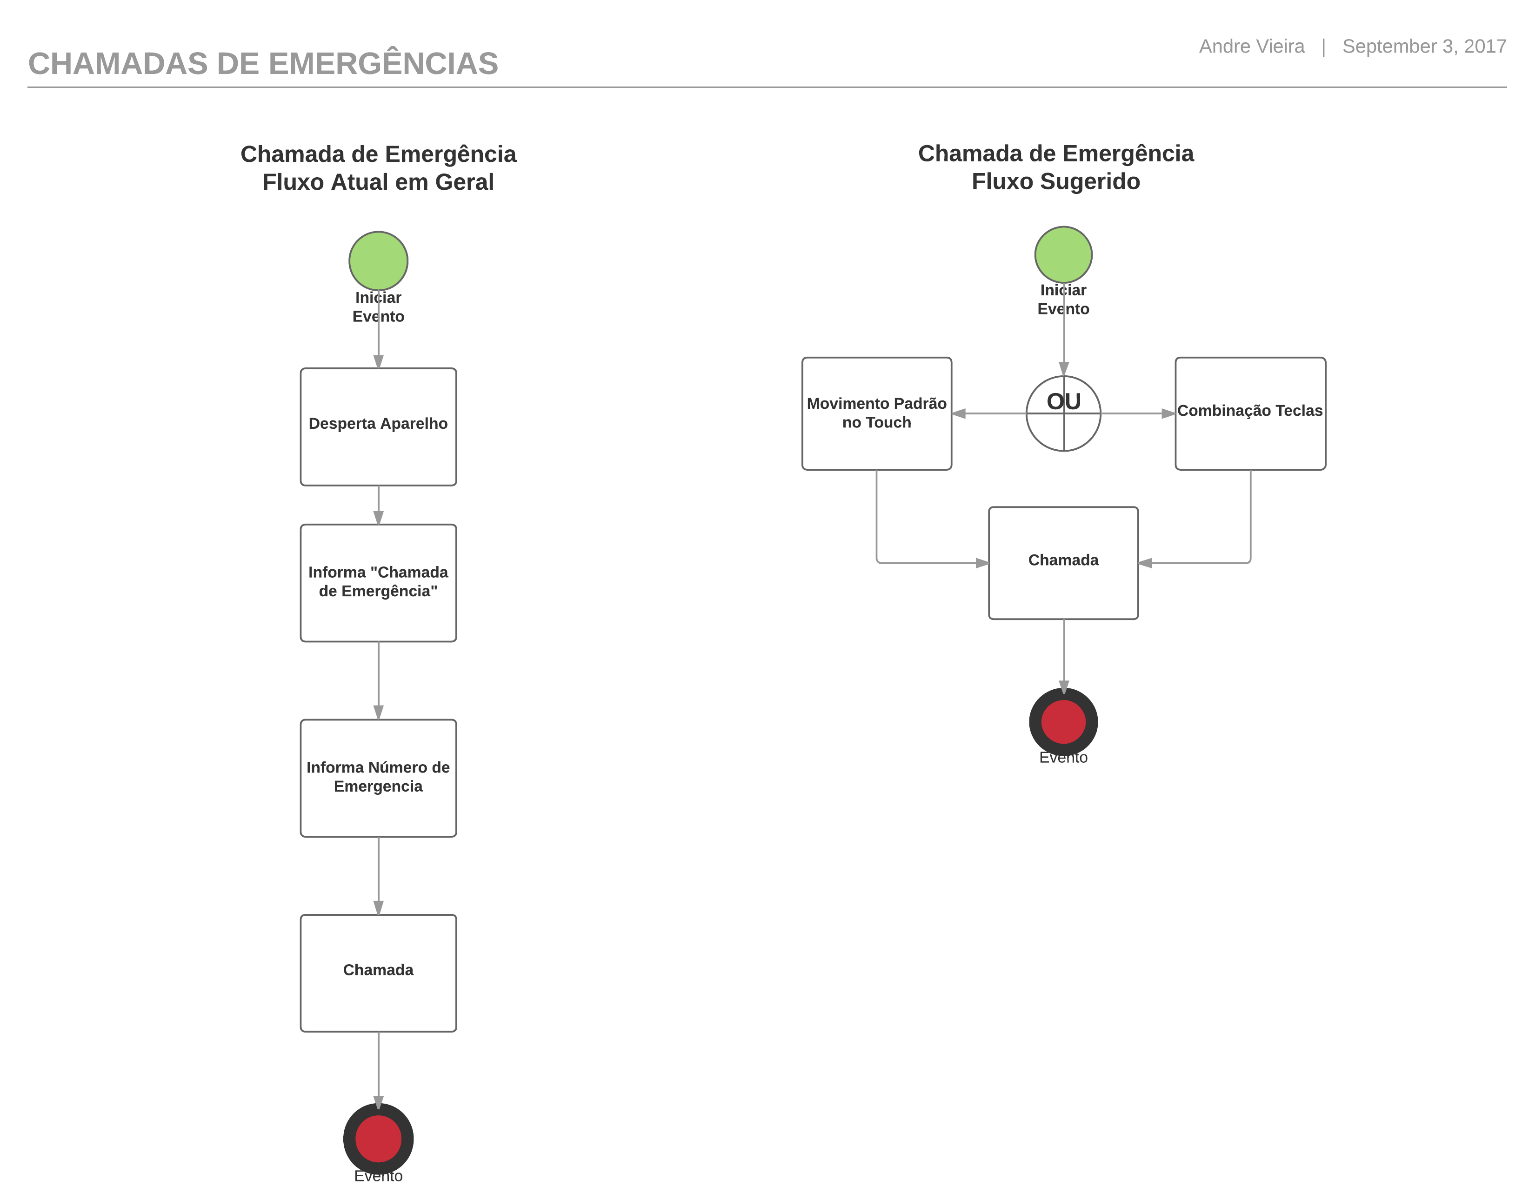 CHAMADAS DE EMERGÊNCIAS
Andre Vieira | September 3, 2017
Chamada de Emergência
Fluxo Atual em Geral
Iniciar
Evento
Desperta Aparelho
Informa "Chamada
de Emergência"
Informa Número de
Emergencia
Chamada
Evento
Chamada de Emergência
Fluxo Sugerido
Iniciar
Evento
Movimento Padrão
no Touch
OU
Combinação Teclas
Chamada
Evento